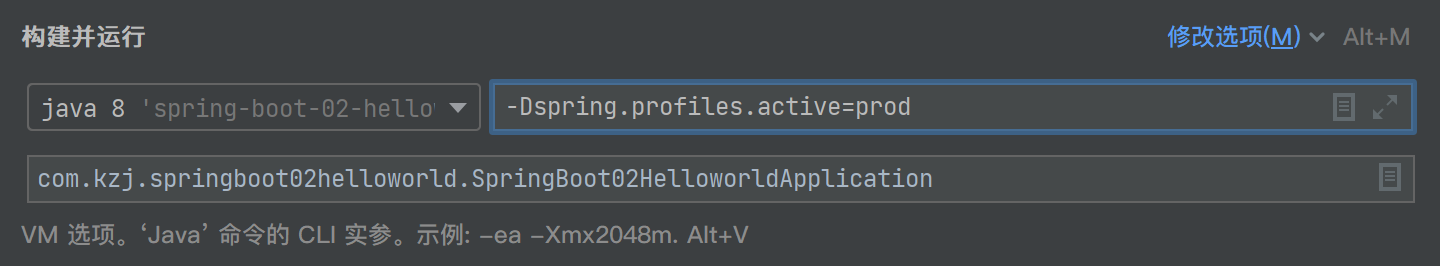 构建并运行 修改选项(M) Alt+M
java 8 'spring-boot-02-hello -Dspring.profiles.active=prod
com.kzj.springboot02helloworld.SpringBoot02HelloworldApplication
VM 选项。‘Java’ 命令的 CLI 实参。示例: -ea -Xmx2048m. Alt+V